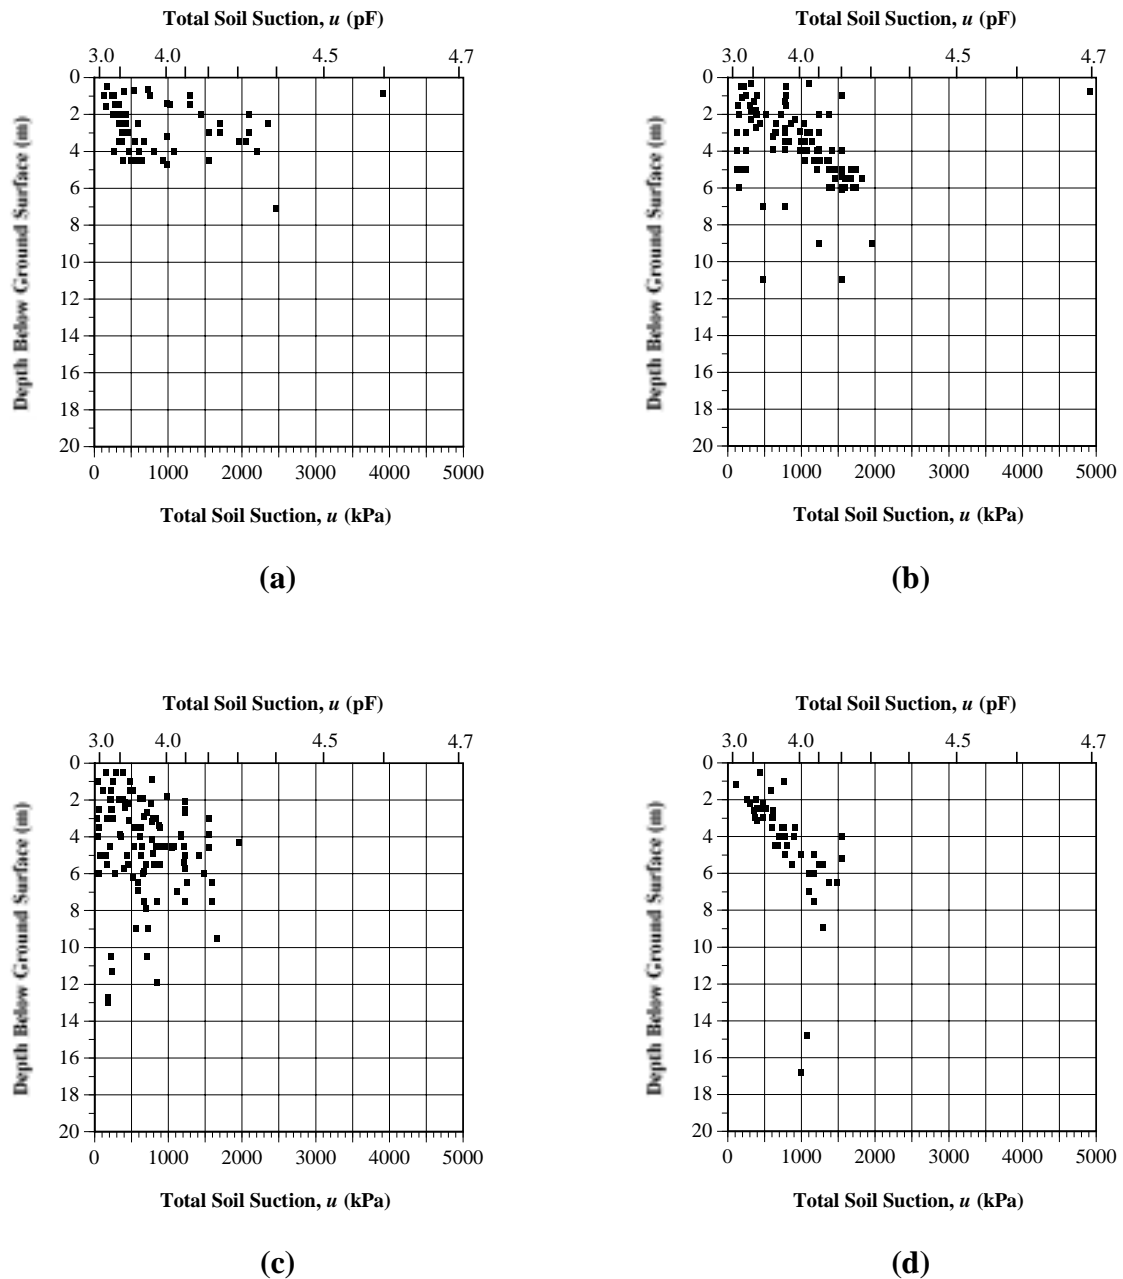 Total Soil Suction, u (pF)
3.0 4.0 4.5 4.7
0
2
4
6
8
10
12
14
16
18
20
0 1000 2000 3000 4000 5000
Depth Below Ground Surface (m)
Total Soil Suction, u (kPa)
(a)
Total Soil Suction, u (pF)
3.0 4.0 4.5 4.7
0
2
4
6
8
10
12
14
16
18
20
0 1000 2000 3000 4000 5000
Depth Below Ground Surface (m)
Total Soil Suction, u (kPa)
(b)
Total Soil Suction, u (pF)
3.0 4.0 4.5 4.7
0
2
4
6
8
10
12
14
16
18
20
0 1000 2000 3000 4000 5000
Depth Below Ground Surface (m)
Total Soil Suction, u (kPa)
(c)
Total Soil Suction, u (pF)
3.0 4.0 4.5 4.7
0
2
4
6
8
10
12
14
16
18
20
0 1000 2000 3000 4000 5000
Depth Below Ground Surface (m)
Total Soil Suction, u (kPa)
(d)